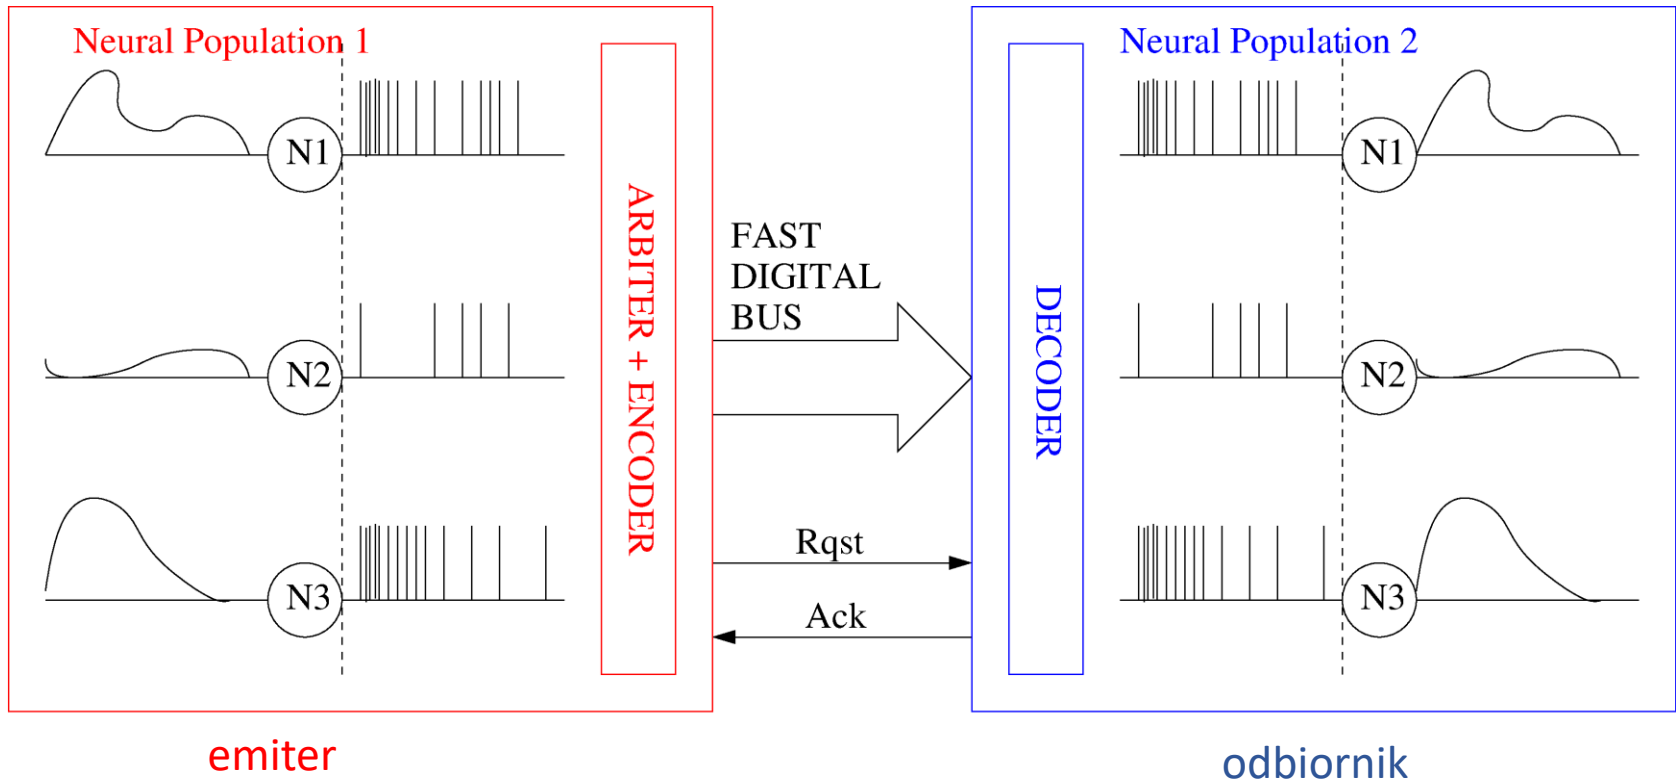 Neural Population 1
N1
N2
N3
ARBITER + ENCODER
FAST
DIGITAL
BUS
Rqst
Ack
Neural Population 2
DECODER
N1
N2
N3
emiter
odbiornik